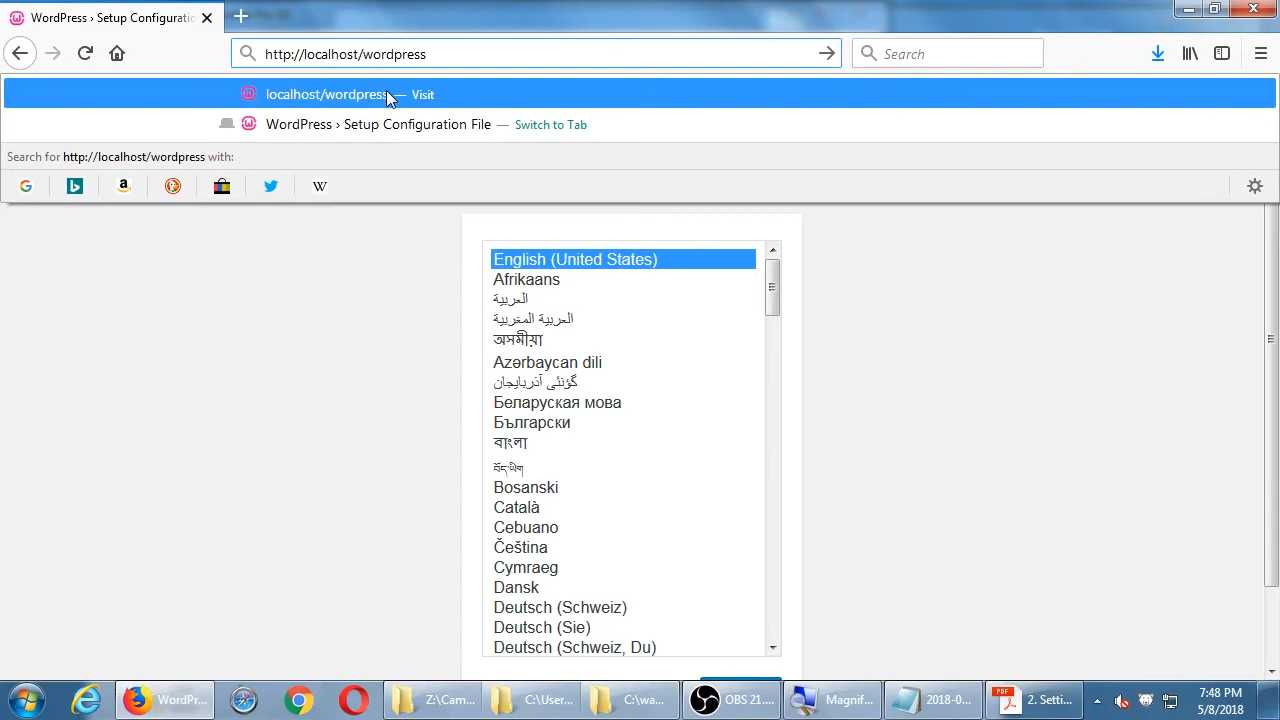 WordPress › Setup Configuratic
http://localhost/wordpress
Search
localhost/wordpress — Visit
WordPress › Setup Configuration File — Switch to Tab
Search for http://localhost/wordpress with:
English (United States)
Afrikaans
العربية
العربية المغربية
অসমীয়া
Azərbaycan dili
گؤنئی آذربایجان
Беларуская мова
Български
বাংলা
བོད་ཡིག
Bosanski
Català
Cebuano
Čeština
Cymraeg
Dansk
Deutsch (Schweiz)
Deutsch (Sie)
Deutsch (Schweiz, Du)
WordPr...
Z:\Cam...
C:\User...
C:\wa...
OBS 21....
Magnif...
2018-0...
2. Setti...
7:48 PM
5/8/2018